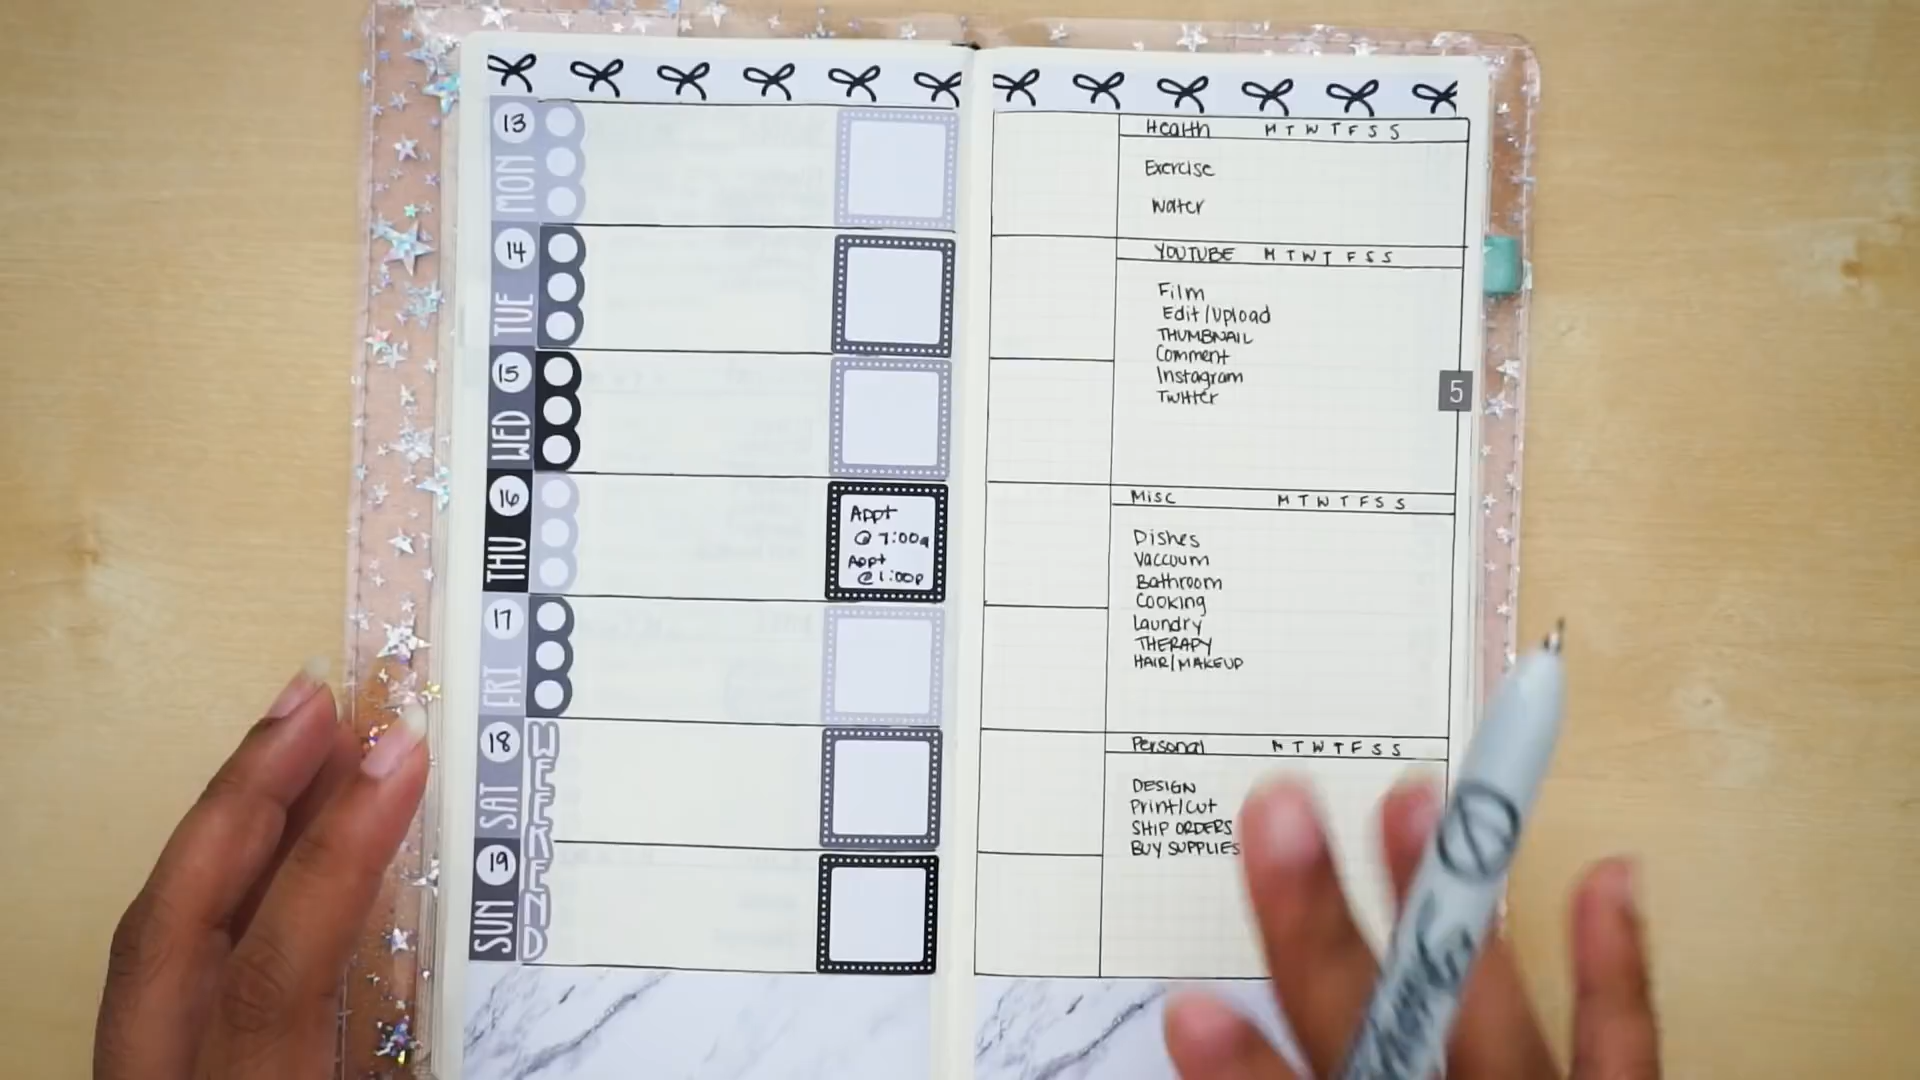 13
MON
14
TUE
15
WED
16
THU
Appt
@ 7:00a
Appt
@ 1:00p
17
FRI
18
SAT
19
SUN
WEEKEND
Health M T W T F S S
Exercise
Water
YOUTUBE M T W T F S S
Film
Edit/Upload
THUMBNAIL
Comment
Instagram
Twitter
5
Misc M T W T F S S
Dishes
Vaccuum
Bathroom
Cooking
Laundry
THERAPY
HAIR/MAKEUP
Personal M T W T F S S
DESIGN
Print/Cut
SHIP ORDERS
BUY SUPPLIES